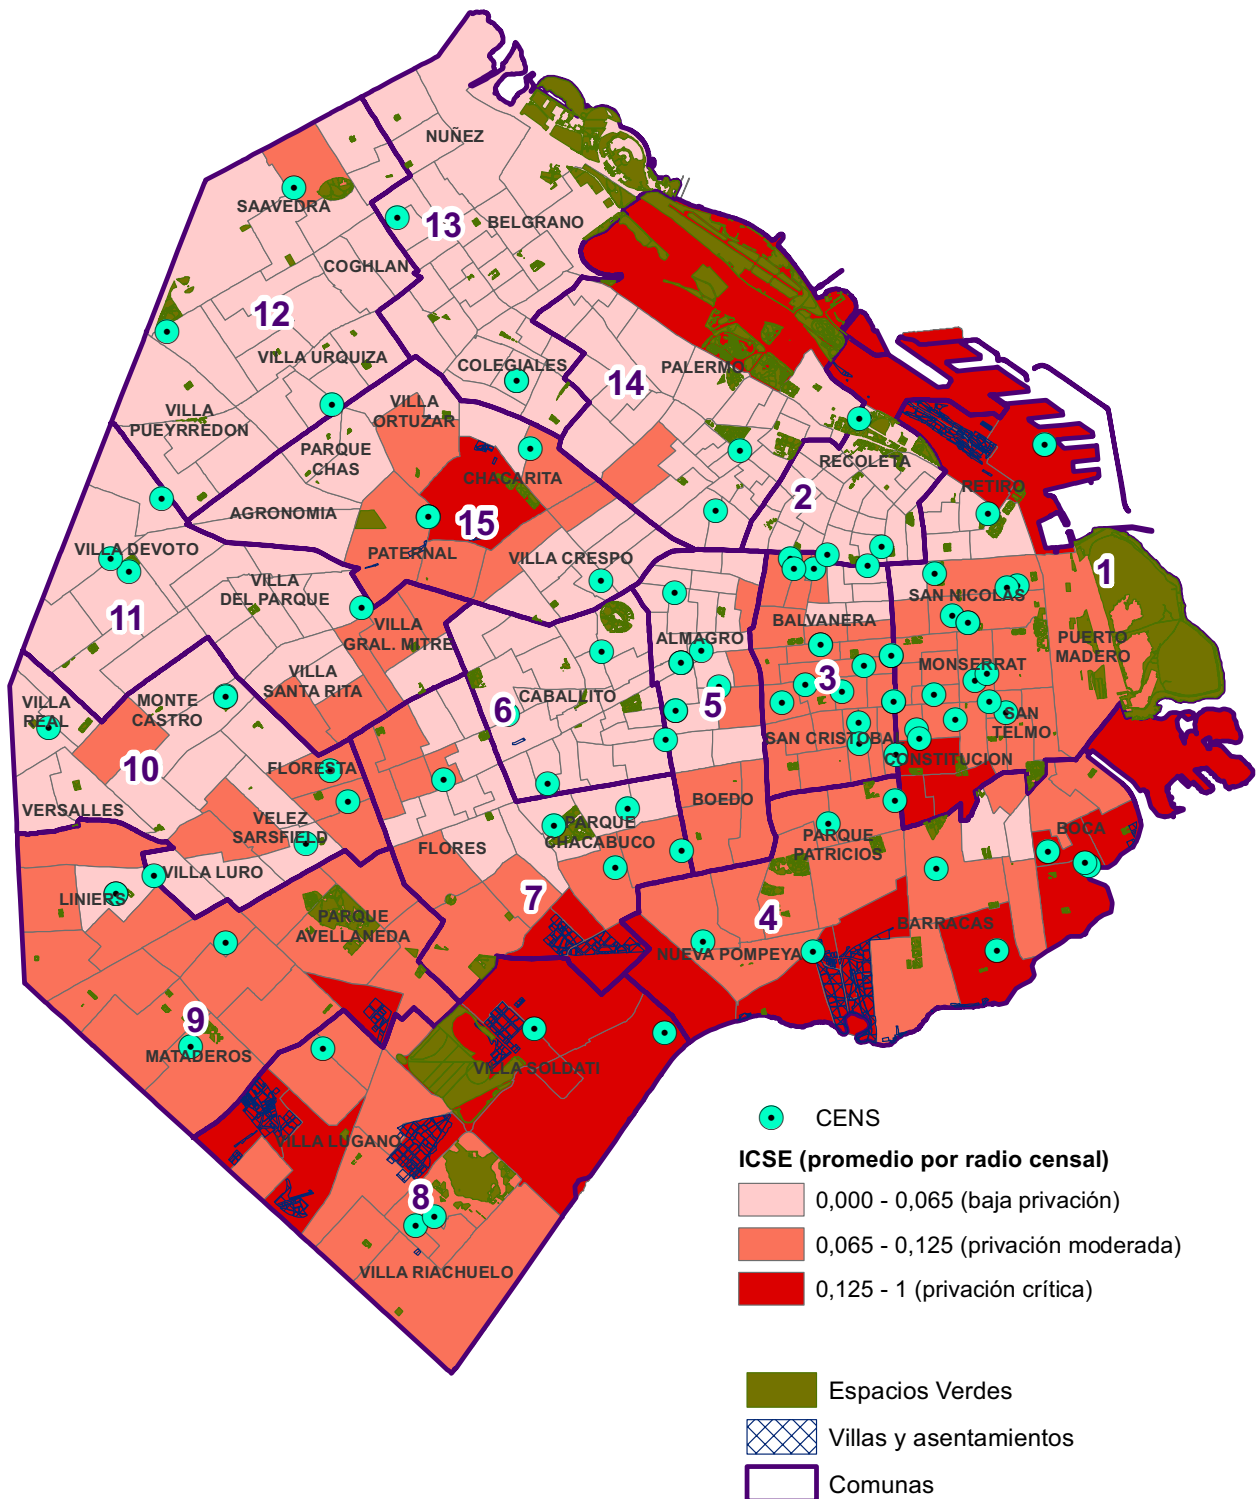 NUÑEZ
SAAVEDRA
13
BELGRANO
COGHLAN
12
VILLA URQUIZA
COLEGIALES
PALERMO
14
VILLA
ORTUZAR
VILLA
PUEYRREDON
PARQUE
CHAS
RECOLETA
CHACARITA
RETIRO
2
AGRONOMIA
15
VILLA DEVOTO
PATERNAL
VILLA CRESPO
1
VILLA
DEL PARQUE
SAN NICOLAS
11
BALVANERA
VILLA
GRAL. MITRE
ALMAGRO
PUERTO
MADERO
MONSERRAT
VILLA
SANTA RITA
3
VILLA
REAL
MONTE
CASTRO
CABALLITO
6
5
SAN
TELMO
SAN CRISTOBAL
CONSTITUCION
10
FLORESTA
VERSALLES
BOEDO
VELEZ
SARSFIELD
PARQUE
CHACABUCO
PARQUE
PATRICIOS
BOCA
FLORES
VILLA LURO
LINIERS
7
PARQUE
AVELLANEDA
4
BARRACAS
NUEVA POMPEYA
9
MATADEROS
VILLA SOLDATI
VILLA LUGANO
8
VILLA RIACHUELO
CENS
ICSE (promedio por radio censal)
0,000 - 0,065 (baja privación)
0,065 - 0,125 (privación moderada)
0,125 - 1 (privación crítica)
Espacios Verdes
Villas y asentamientos
Comunas